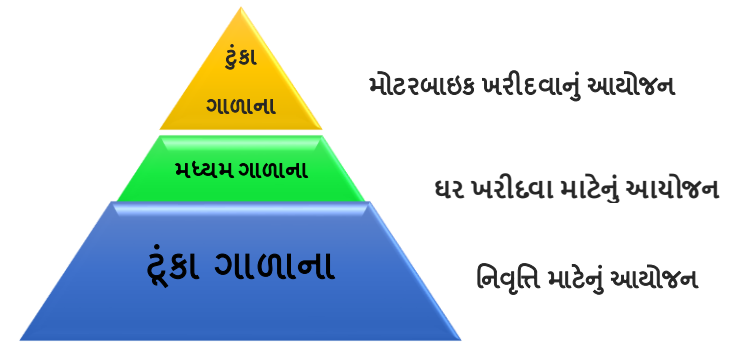 ટુંકા
ગાળાના
મોટરબાઇક ખરીદવાનું આયોજન
મધ્યમ ગાળાના
ઘર ખરીદવા માટેનું આયોજન
ટૂંકા ગાળાના
નિવૃત્તિ માટેનું આયોજન